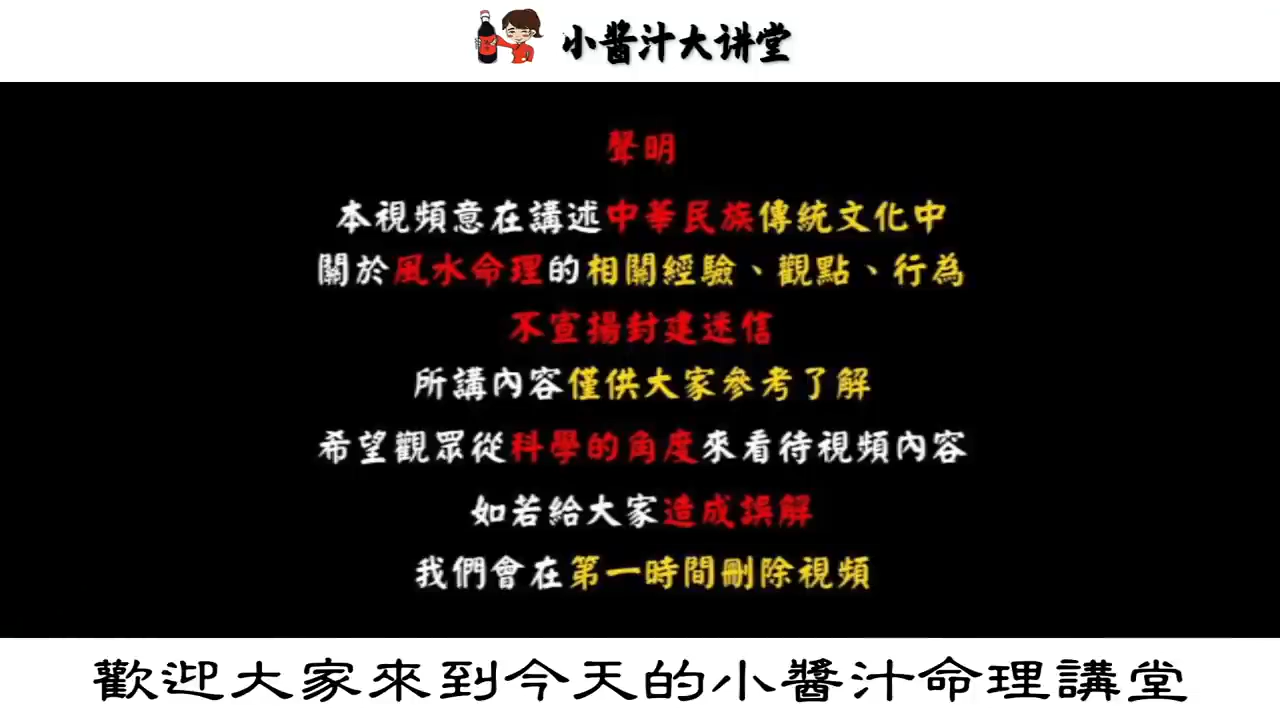 小醬汁大讲堂
聲明
本視頻意在講述中華民族傳統文化中
關於風水命理的相關經驗、觀點、行為
不宣揚封建迷信
所講內容僅供大家參考了解
希望觀眾從科學的角度來看待視頻內容
如若給大家造成誤解
我們會在第一時間刪除視頻
歡迎大家來到今天的小醬汁命理講堂